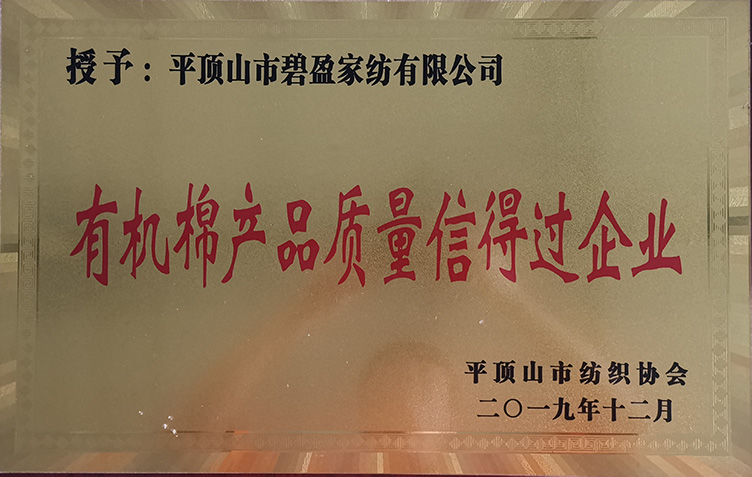 授予：平顶山市碧盈家纺有限公司
有机棉产品质量信得过企业
平顶山市纺织协会
二〇一九年十二月